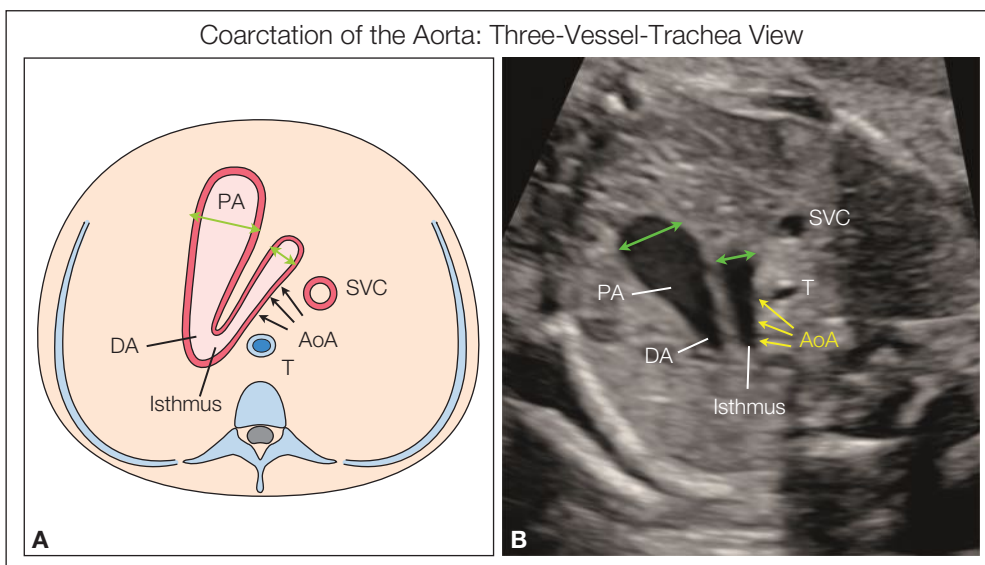 Coarctation of the Aorta: Three-Vessel-Trachea View
PA
SVC
DA
AoA
T
Isthmus
A
SVC
T
PA
AoA
DA
Isthmus
B